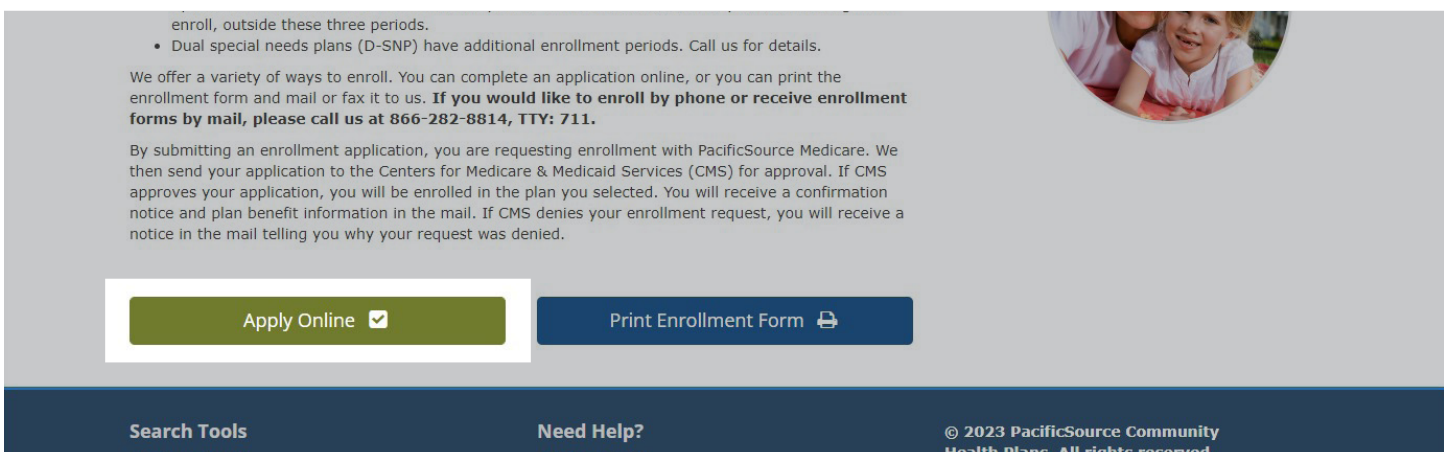 enroll, outside these three periods.
• Dual special needs plans (D-SNP) have additional enrollment periods. Call us for details.
We offer a variety of ways to enroll. You can complete an application online, or you can print the
enrollment form and mail or fax it to us. If you would like to enroll by phone or receive enrollment
forms by mail, please call us at 866-282-8814, TTY: 711.
By submitting an enrollment application, you are requesting enrollment with PacificSource Medicare. We
then send your application to the Centers for Medicare & Medicaid Services (CMS) for approval. If CMS
approves your application, you will be enrolled in the plan you selected. You will receive a confirmation
notice and plan benefit information in the mail. If CMS denies your enrollment request, you will receive a
notice in the mail telling you why your request was denied.
Apply Online
Print Enrollment Form
Search Tools
Need Help?
© 2023 PacificSource Community
Health Plans. All rights reserved